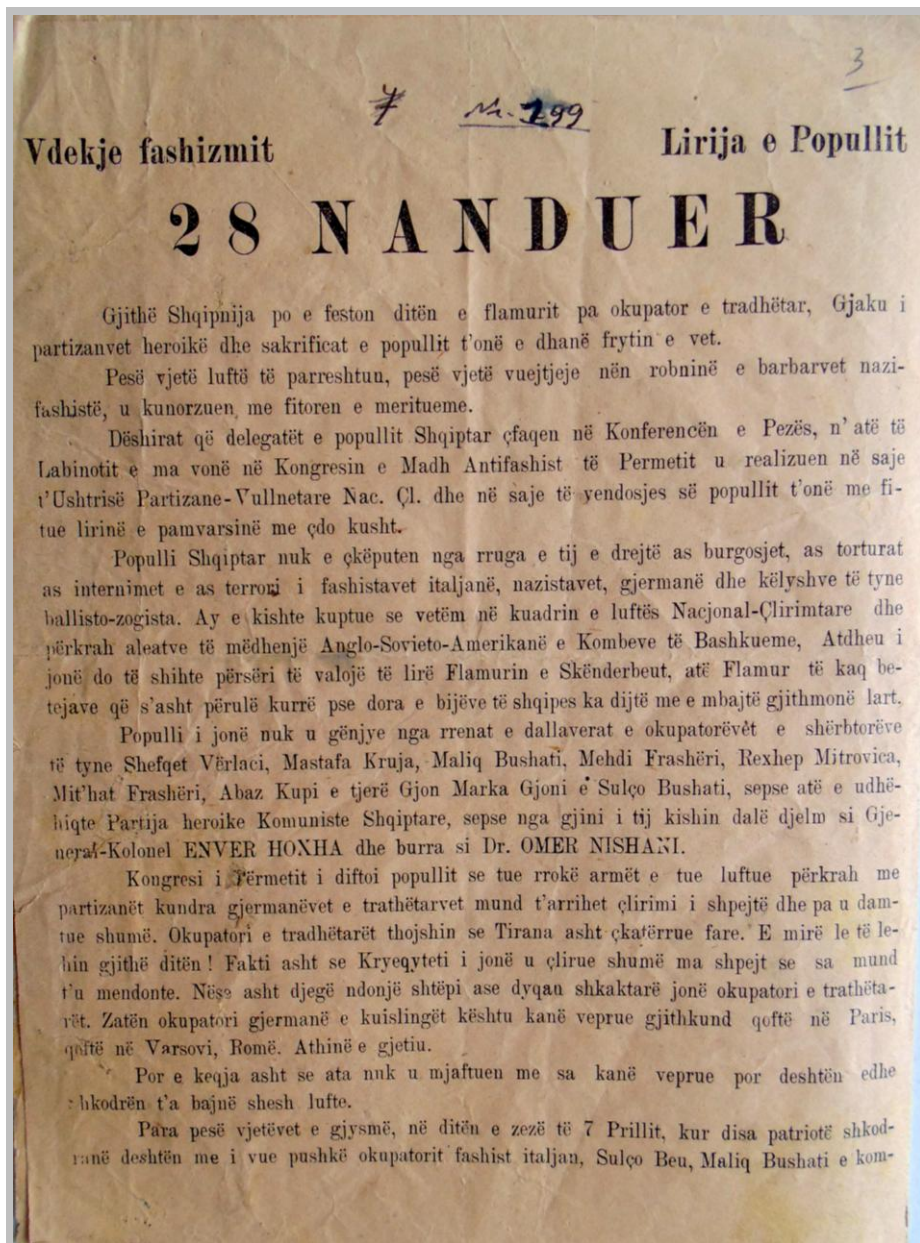 3
7 Nr. 299
Vdekje fashizmit Lirija e Popullit
28 NANDUER
Gjithë Shqipnija po e feston ditën e flamurit pa okupator e tradhëtar, Gjaku i
partizanvet heroikë dhe sakrificat e popullit t'onë e dhanë frytin e vet.
Pesë vjetë luftë të parreshtun, pesë vjetë vuejtjeje nën robninë e barbarvet nazi-
fashistë, u kunorzuen me fitoren e meritueme.
Dëshirat që delegatët e popullit Shqiptar çfaqen në Konferencën e Pezës, n'atë të
Labinotit e ma vonë në Kongresin e Madh Antifashist të Permetit u realizuen në saje
t'Ushtrisë Partizane-Vullnetare Nac. Çl. dhe në saje të vendosjes së popullit t'onë me fi-
tue lirinë e pamvarsinë me çdo kusht.
Populli Shqiptar nuk e çkëputen nga rruga e tij e drejtë as burgosjet, as torturat
as internimet e as terrori i fashistavet italjanë, nazistavet, gjermanë dhe këlyshve të tyne
ballisto-zogista. Ay e kishte kuptue se vetëm në kuadrin e luftës Nacjonal-Çlirimtare dhe
përkrah aleatve të mëdhenjë Anglo-Sovieto-Amerikanë e Kombeve të Bashkueme, Atdheu i
jonë do të shihte përsëri të valojë të lirë Flamurin e Skënderbeut, atë Flamur të kaq be-
tejave që s'asht përulë kurrë pse dora e bijëve të shqipes ka dijtë me e mbajtë gjithmonë lart.
Populli i jonë nuk u gënjye nga rrenat e dallaverat e okupatorëvët e shërbtorëve
të tyne Shefqet Vërlaci, Mastafa Kruja, Maliq Bushati, Mehdi Frashëri, Rexhep Mitrovica,
Mit'hat Frashëri, Abaz Kupi e tjerë Gjon Marka Gjoni e Sulço Bushati, sepse atë e udhë-
hiqte Partija heroike Komuniste Shqiptare, sepse nga gjini i tij kishin dalë djelm si Gje-
neral-Kolonel ENVER HOXHA dhe burra si Dr. OMER NISHANI.
Kongresi i Përmetit i diftoi popullit se tue rrokë armët e tue luftue përkrah me
partizanët kundra gjermanëvet e trathëtarvet mund t'arrihet çlirimi i shpejtë dhe pa u dam-
tue shumë. Okupatori e tradhëtarët thojshin se Tirana asht çkatërrue fare. E mirë le të le-
hin gjithë ditën! Fakti asht se Kryeqyteti i jonë u çlirue shumë ma shpejt se sa mund
t'u mendonte. Nëse asht djegë ndonjë shtëpi ase dyqan shkaktarë jonë okupatori e trathëta-
rët. Zatën okupatori gjermanë e kuislingët kështu kanë veprue gjithkund qoftë në Paris,
qoftë në Varsovi, Romë. Athinë e gjetiu.
Por e keqja asht se ata nuk u mjaftuen me sa kanë veprue por deshtën edhe
hkodrën t'a bajnë shesh lufte.
Para pesë vjetëvet e gjysmë, në ditën e zezë të 7 Prillit, kur disa patriotë shkod-
ranë deshtën me i vue pushkë okupatorit fashist italjan, Sulço Beu, Maliq Bushati e kom-